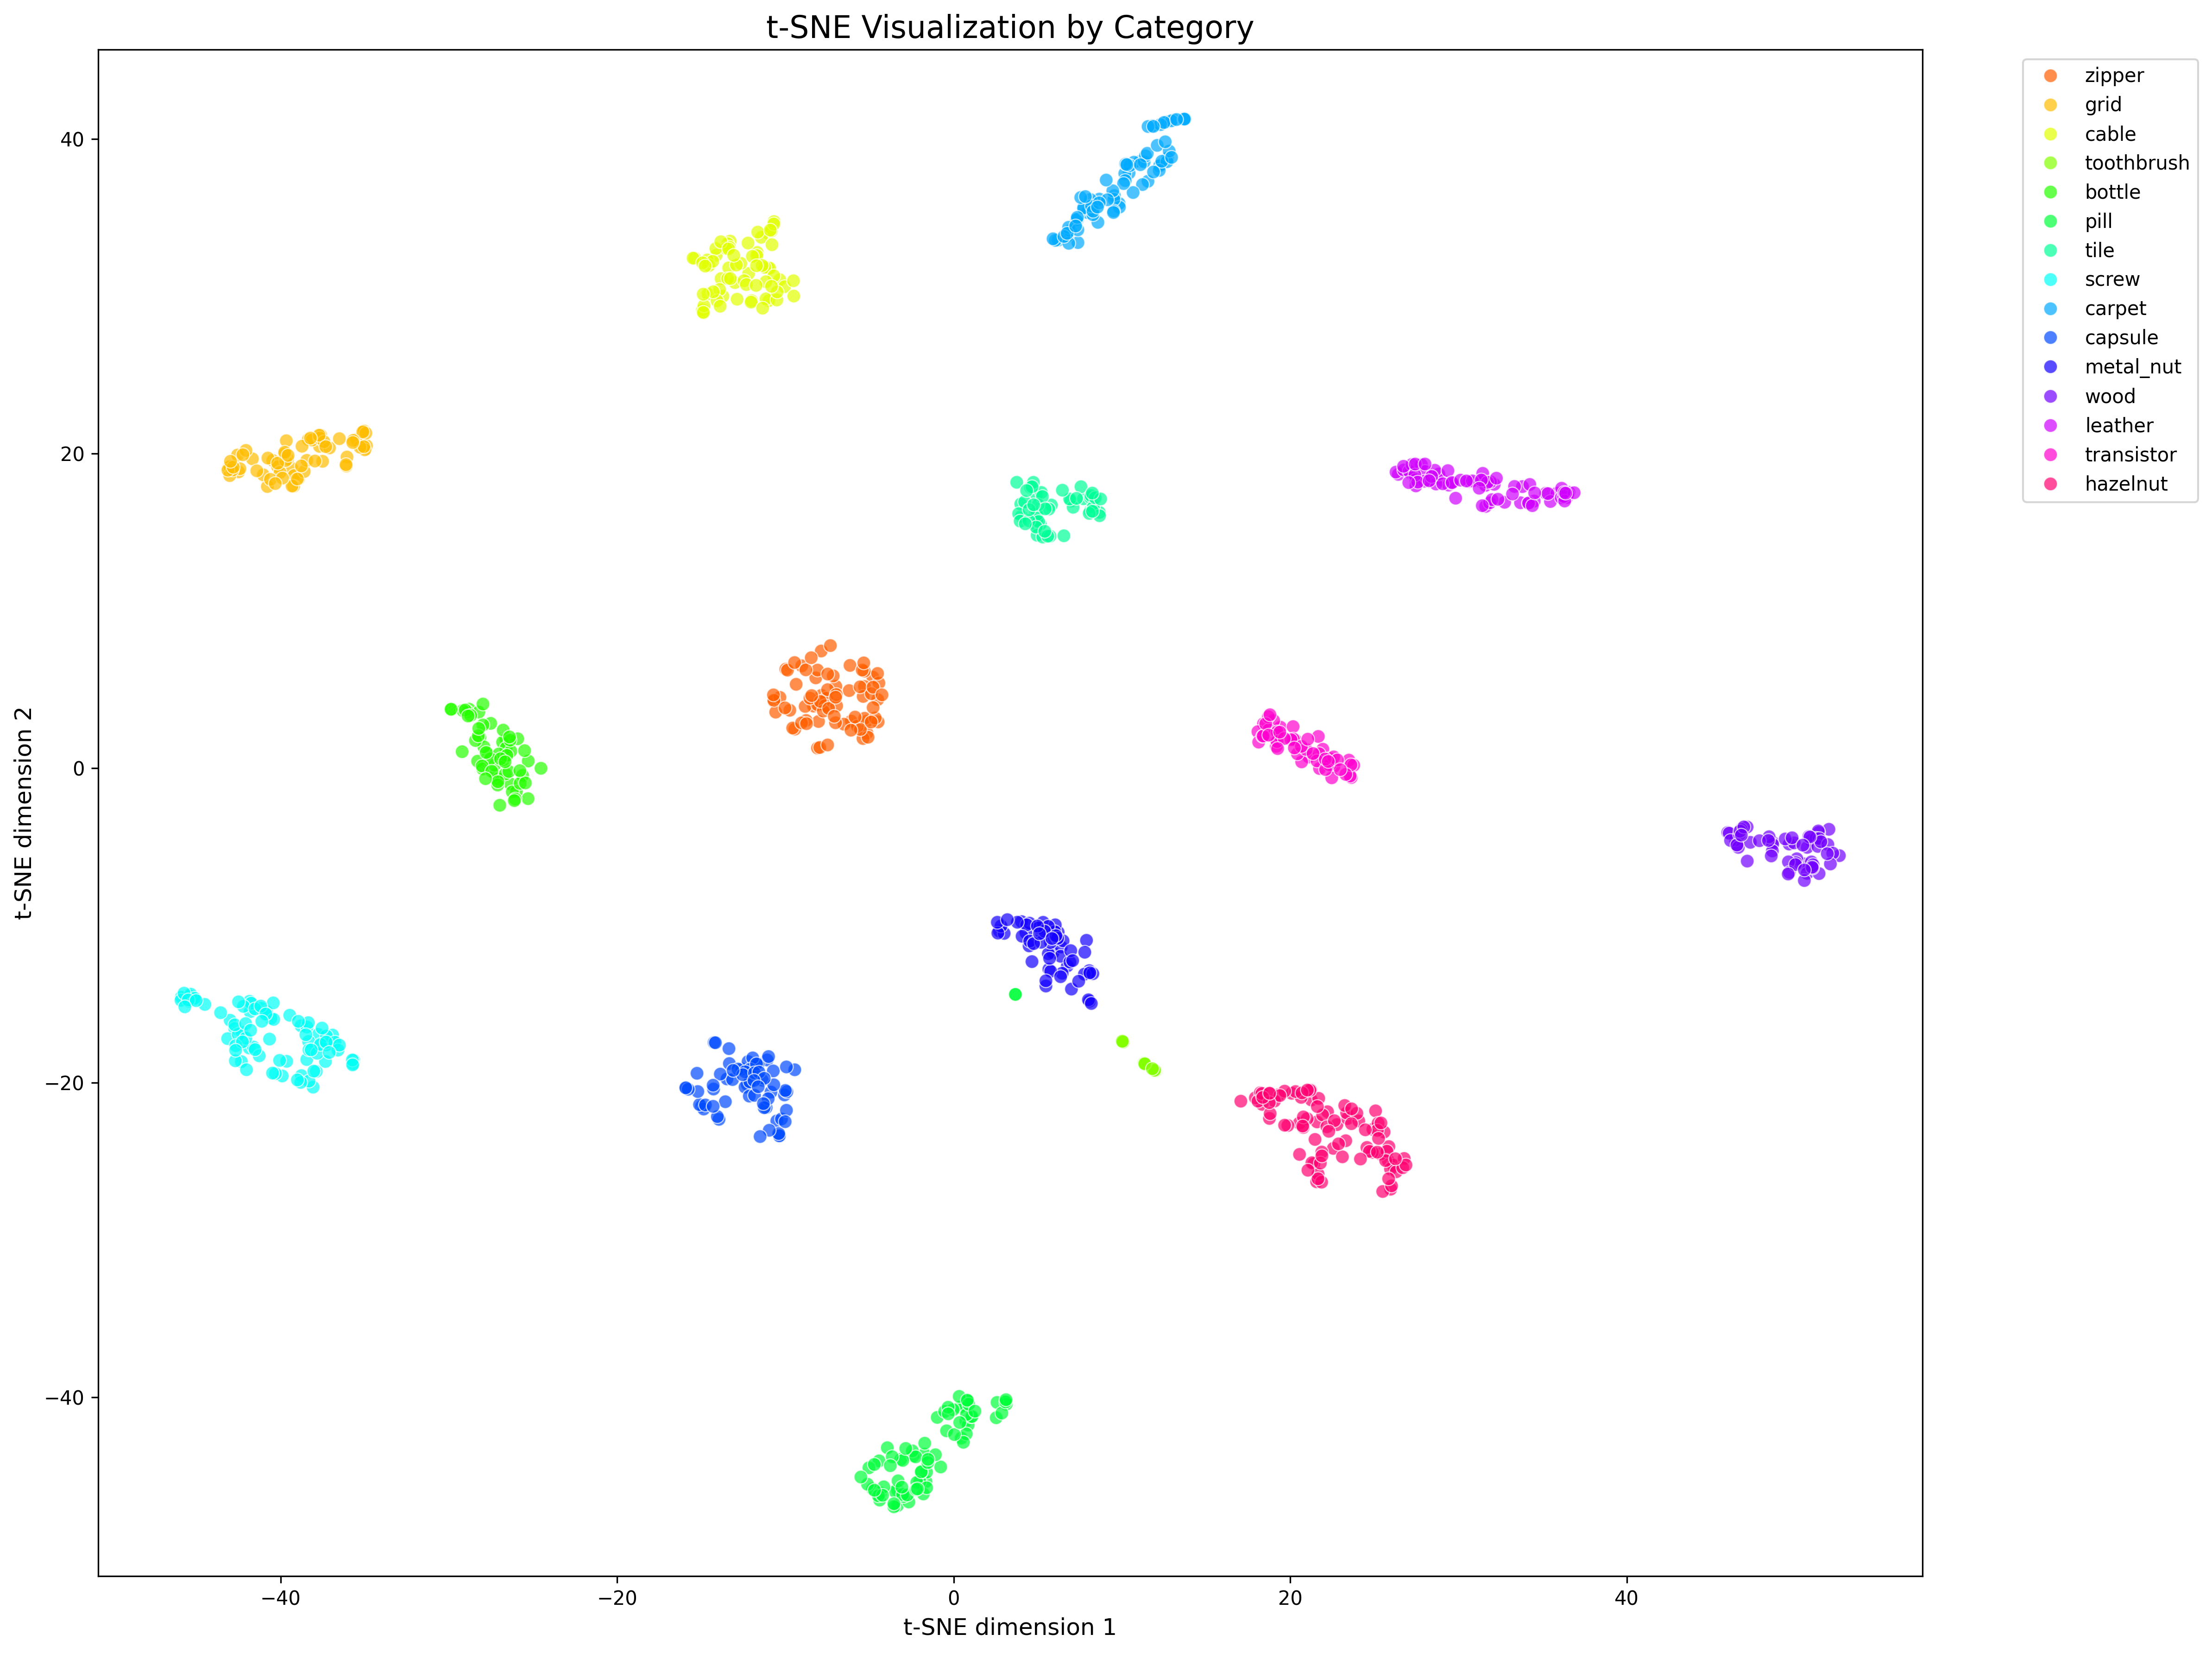 t-SNE Visualization by Category
zipper
grid
cable
toothbrush
bottle
pill
tile
screw
carpet
capsule
metal_nut
wood
leather
transistor
hazelnut
40
20
0
−20
−40
t-SNE dimension 2
−40
−20
0
20
40
t-SNE dimension 1